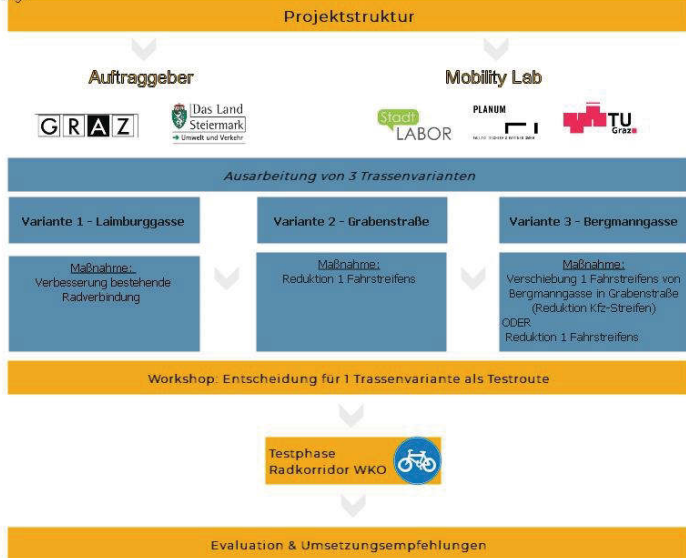 Projektstruktur
Auftraggeber
Mobility Lab
GRAZ
Das Land
Steiermark
Umwelt und Verkehr
Stadt
LABOR
PLANUM
TU
Graz
Ausarbeitung von 3 Trassenvarianten
Variante 1 - Laimburggasse
Variante 2 - Grabenstraße
Variante 3 - Bergmanngasse
Maßnahme:
Verbesserung bestehende
Radverbindung
Maßnahme:
Reduktion 1 Fahrstreifens
Maßnahme:
Verschiebung 1 Fahrstreifens von
Bergmanngasse in Grabenstraße
(Reduktion Kfz-Streifen)
ODER
Reduktion 1 Fahrstreifens
Workshop: Entscheidung für 1 Trassenvariante als Testroute
Testphase
Radkorridor WKO
Evaluation & Umsetzungsempfehlungen